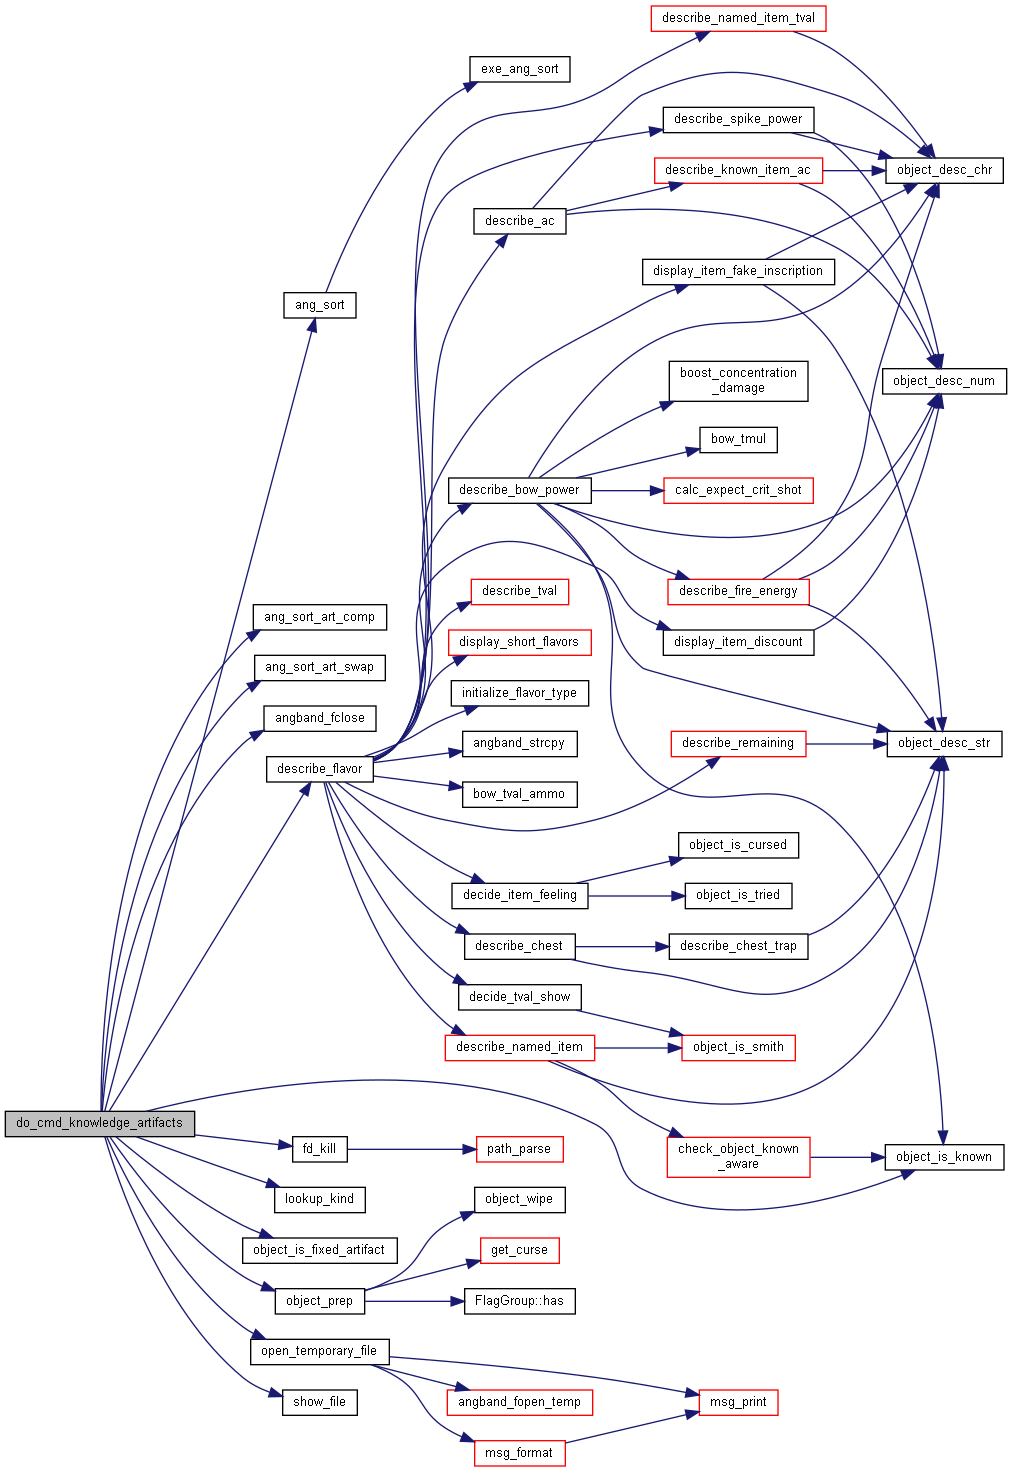 describe_named_item_tval
exe_ang_sort
describe_spike_power
describe_known_item_ac
object_desc_chr
describe_ac
display_item_fake_inscription
ang_sort
boost_concentration
_damage
object_desc_num
bow_tmul
describe_bow_power
calc_expect_crit_shot
describe_tval
describe_fire_energy
ang_sort_art_comp
display_short_flavors
display_item_discount
ang_sort_art_swap
initialize_flavor_type
angband_fclose
angband_strcpy
describe_remaining
object_desc_str
describe_flavor
bow_tval_ammo
object_is_cursed
decide_item_feeling
object_is_tried
describe_chest
describe_chest_trap
decide_tval_show
describe_named_item
object_is_smith
do_cmd_knowledge_artifacts
fd_kill
path_parse
check_object_known
_aware
object_is_known
lookup_kind
object_wipe
object_is_fixed_artifact
get_curse
object_prep
FlagGroup::has
open_temporary_file
show_file
angband_fopen_temp
msg_print
msg_format